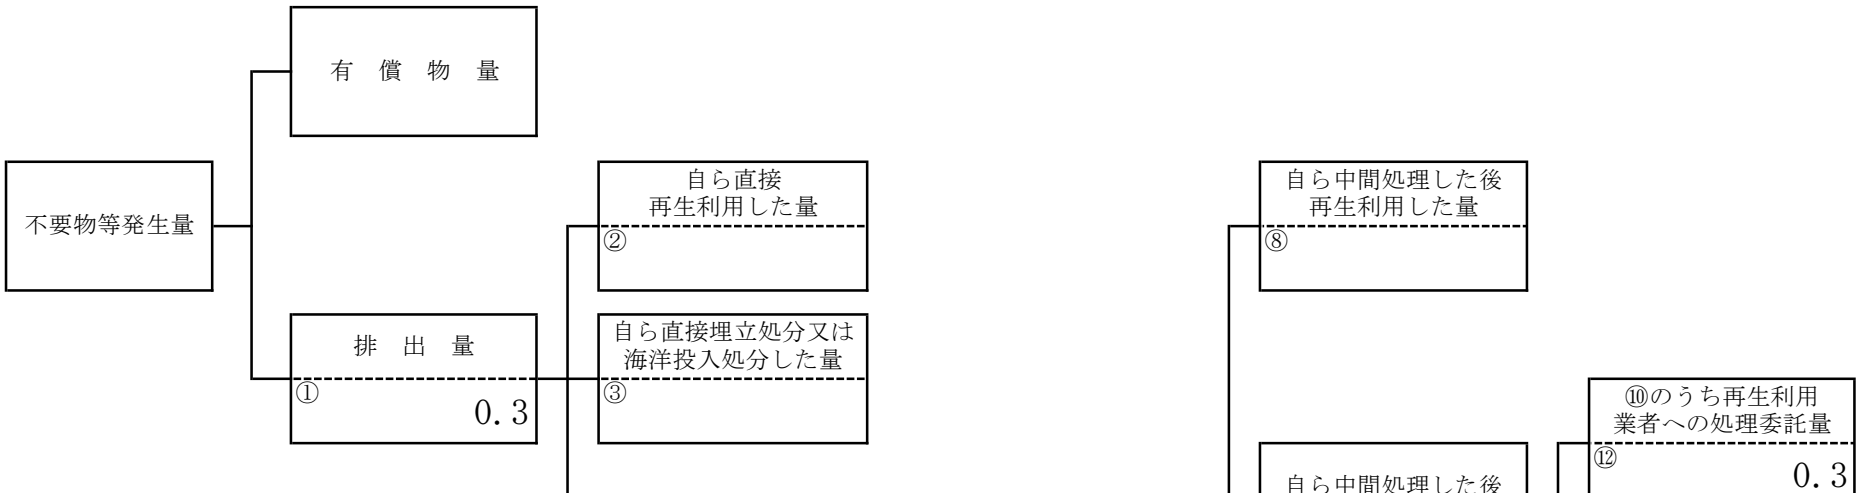 有 償 物 量
不要物等発生量
自ら直接
再生利用した量
②
自ら中間処理した後
再生利用した量
⑧
排 出 量
①
0.3
自ら直接埋立処分又は
海洋投入処分した量
③
⑩のうち再生利用
業者への処理委託量
⑫
0.3
自ら中間処理した後